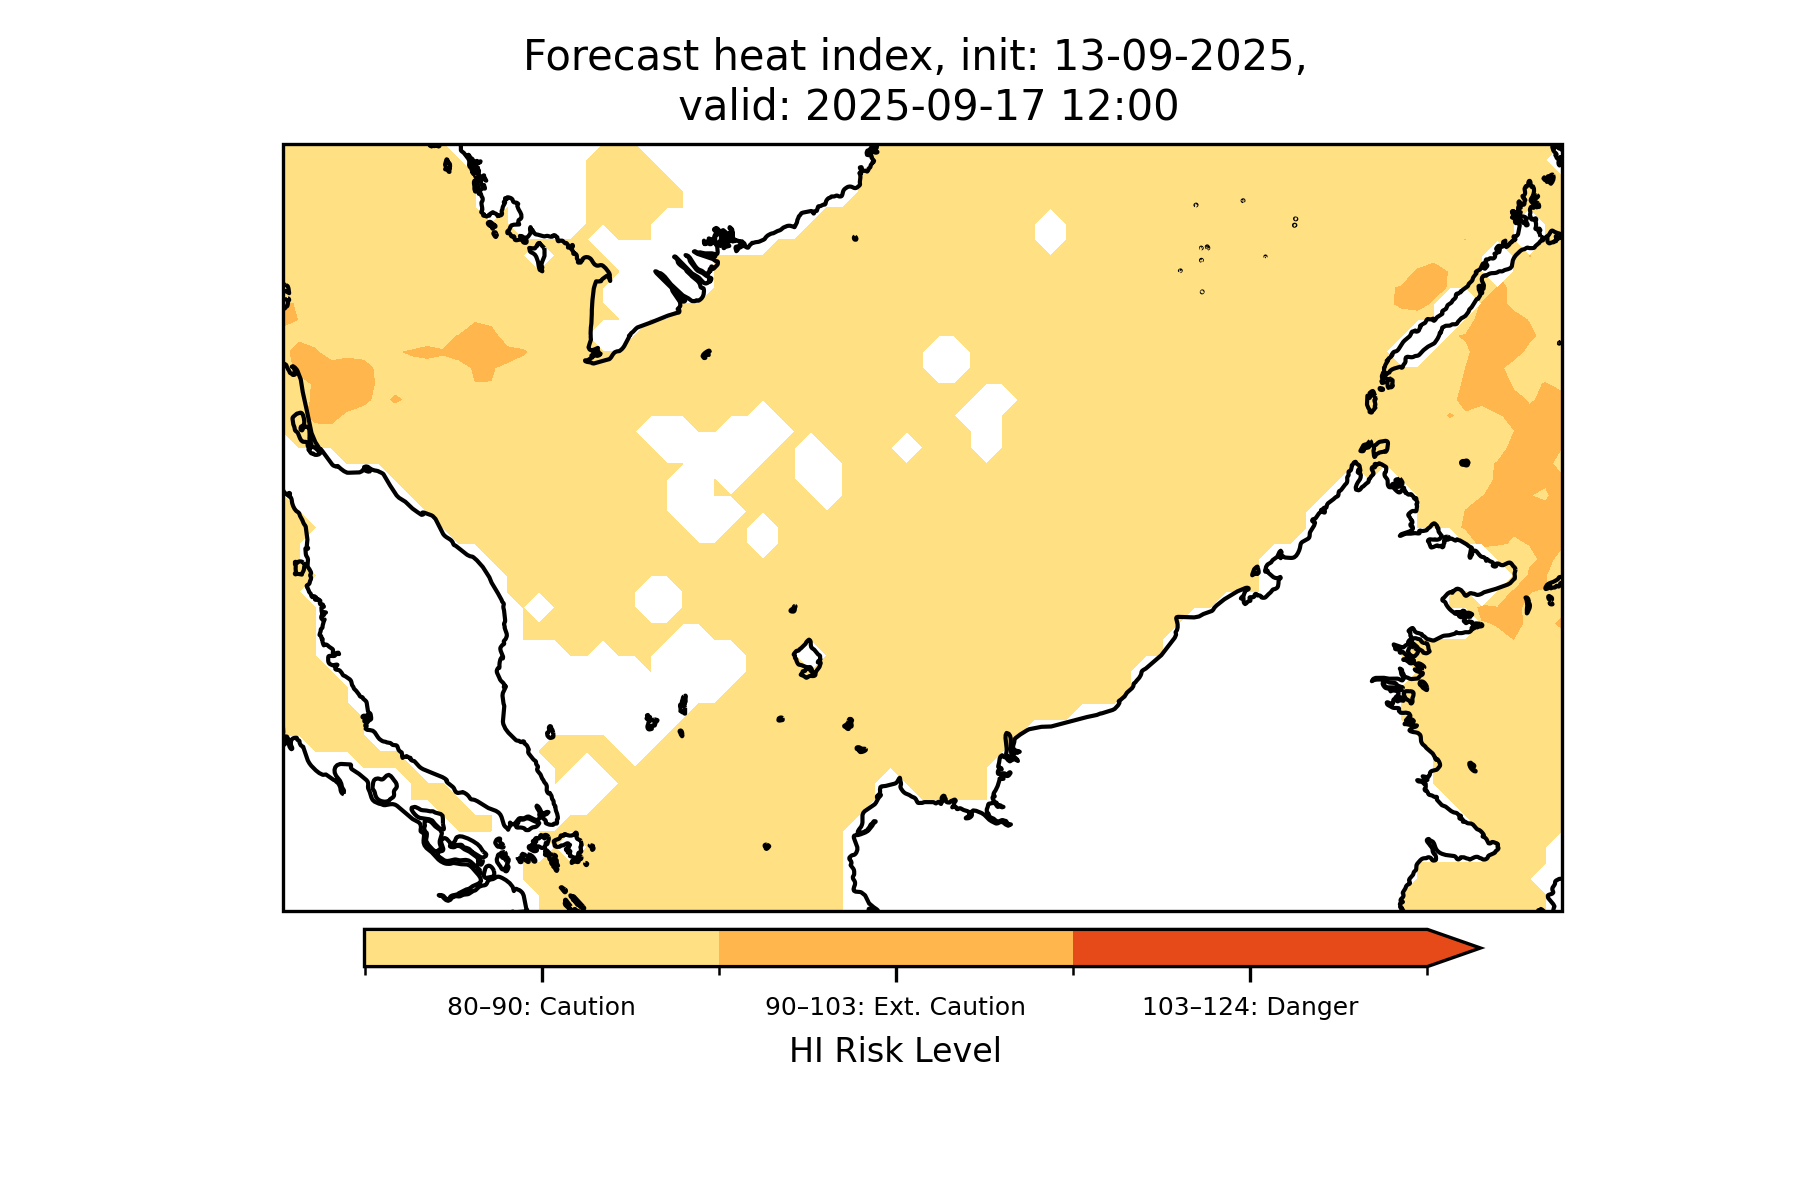 Forecast heat index, init: 13-09-2025,
valid: 2025-09-17 12:00
80–90: Caution
90–103: Ext. Caution
103–124: Danger
HI Risk Level